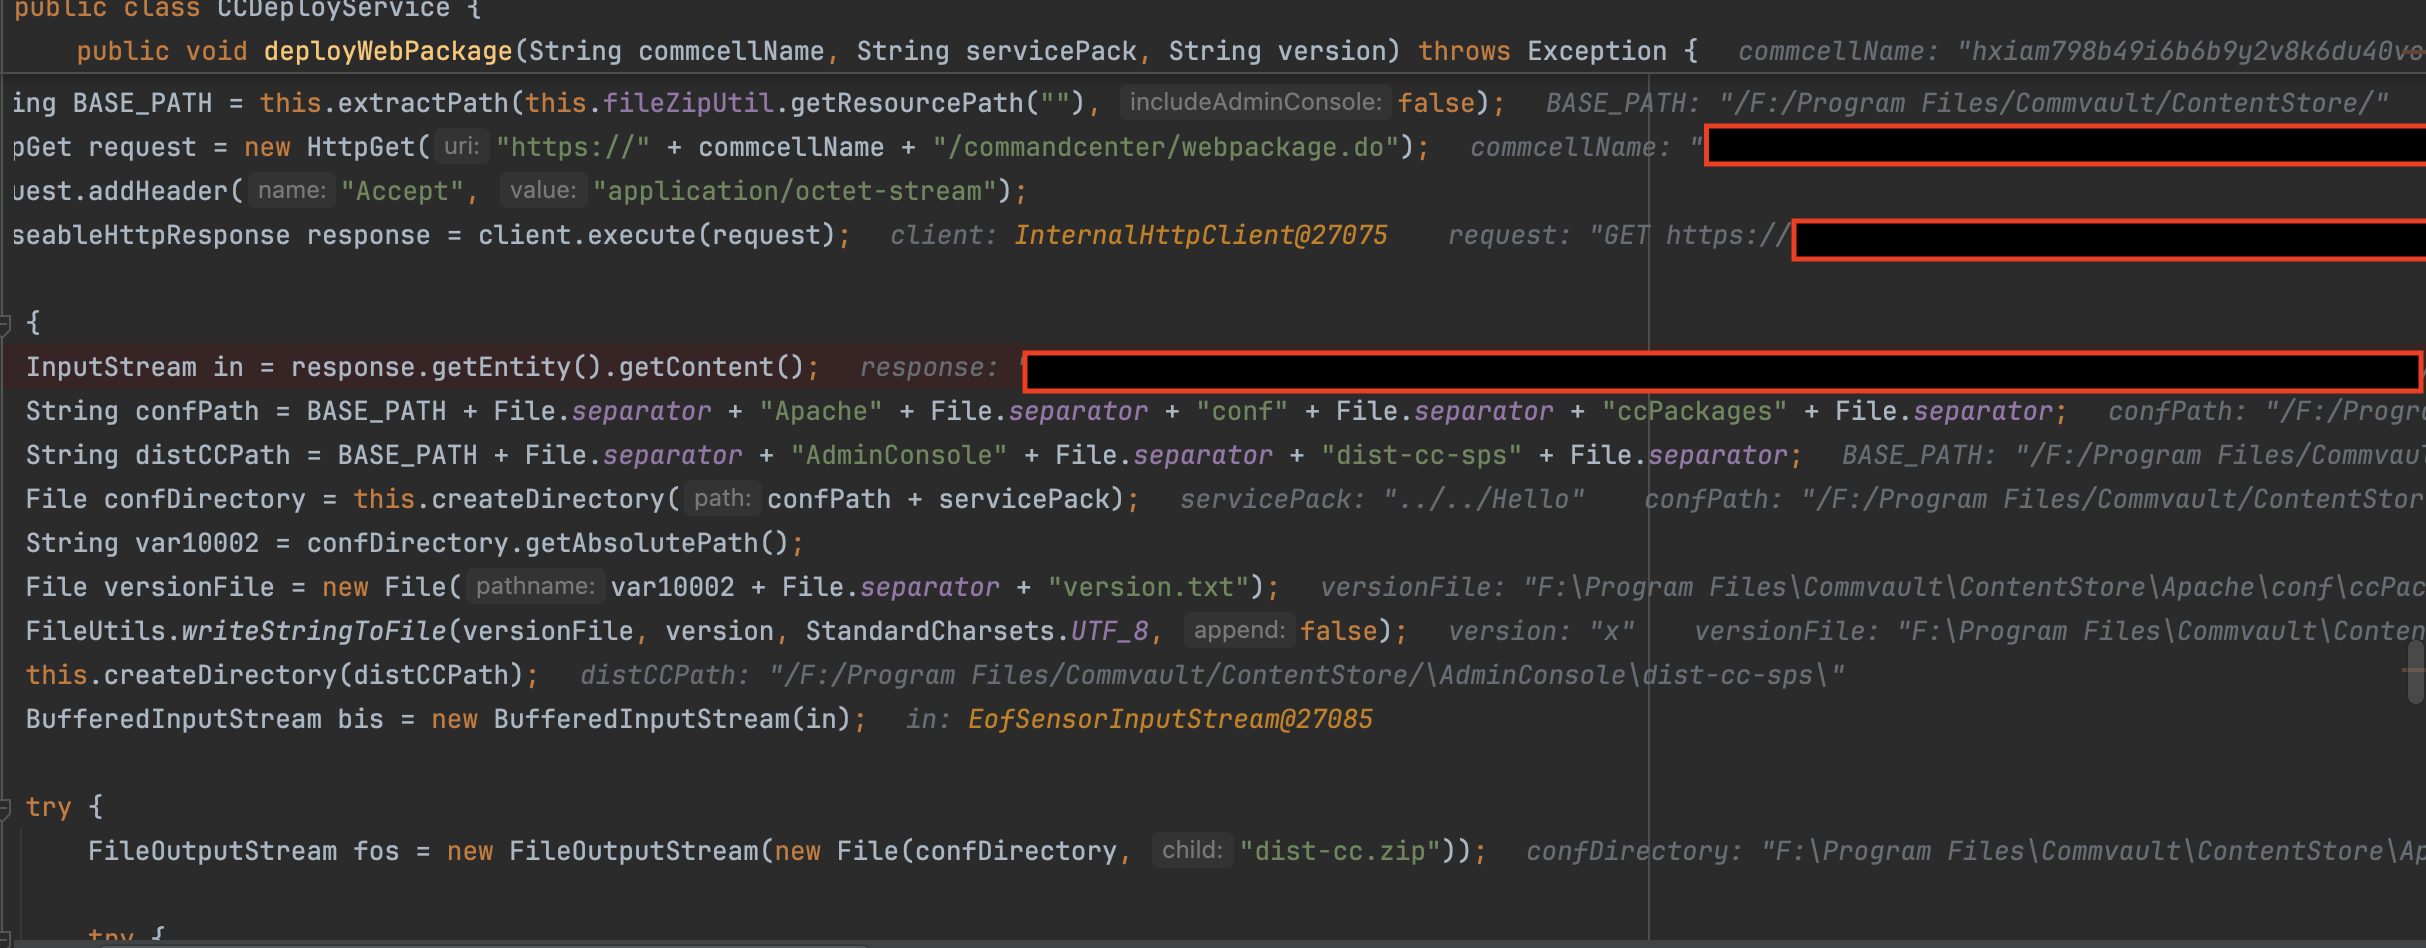 public class CCDeployService {
public void deployWebPackage(String commcellName, String servicePack, String version) throws Exception { commcellName: "hxiam798b49i6b6b9y2v8k6du40vo
ing BASE_PATH = this.extractPath(this.fileZipUtil.getResourcePath(""), includeAdminConsole: false); BASE_PATH: "/F:/Program Files/Commvault/ContentStore/"
pGet request = new HttpGet( uri: "https://" + commcellName + "/commandcenter/webpackage.do"); commcellName: "
uest.addHeader( name: "Accept", value: "application/octet-stream");
seableHttpResponse response = client.execute(request); client: InternalHttpClient@27075 request: "GET https://
{
InputStream in = response.getEntity().getContent(); response: "
String confPath = BASE_PATH + File.separator + "Apache" + File.separator + "conf" + File.separator + "ccPackages" + File.separator; confPath: "/F:/Progra
String distCCPath = BASE_PATH + File.separator + "AdminConsole" + File.separator + "dist-cc-sps" + File.separator; BASE_PATH: "/F:/Program Files/Commvaul
File confDirectory = this.createDirectory( path: confPath + servicePack); servicePack: "../../Hello" confPath: "/F:/Program Files/Commvault/ContentStor
String var10002 = confDirectory.getAbsolutePath();
File versionFile = new File( pathname: var10002 + File.separator + "version.txt"); versionFile: "F:\Program Files\Commvault\ContentStore\Apache\conf\ccPac
FileUtils.writeStringToFile(versionFile, version, StandardCharsets.UTF_8, append: false); version: "x" versionFile: "F:\Program Files\Commvault\Conten
this.createDirectory(distCCPath); distCCPath: "/F:/Program Files/Commvault/ContentStore/\AdminConsole\dist-cc-sps\"
BufferedInputStream bis = new BufferedInputStream(in); in: EofSensorInputStream@27085
try {
FileOutputStream fos = new FileOutputStream(new File(confDirectory, child: "dist-cc.zip")); confDirectory: "F:\Program Files\Commvault\ContentStore\Ap
try {